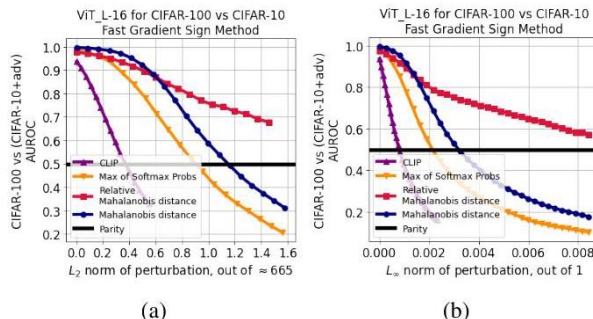 ViT_L-16 for CIFAR-100 vs CIFAR-10
Fast Gradient Sign Method
CIFAR-100 vs (CIFAR-10+adv)
AUROC
1.0
0.9
0.8
0.7
0.6
0.5
0.4
0.3
0.2
CLIP
Max of Softmax Probs
Relative
Mahalanobis distance
Mahalanobis distance
Parity
0.0 0.2 0.4 0.6 0.8 1.0 1.2 1.4 1.6
L₂ norm of perturbation, out of ≈665
(a)
ViT_L-16 for CIFAR-100 vs CIFAR-10
Fast Gradient Sign Method
CIFAR-100 vs (CIFAR-10+adv)
AUROC
1.0
0.8
0.6
0.4
0.2
CLIP
Max of Softmax Probs
Relative
Mahalanobis distance
Mahalanobis distance
Parity
0.000 0.002 0.004 0.006 0.008
L∞ norm of perturbation, out of 1
(b)